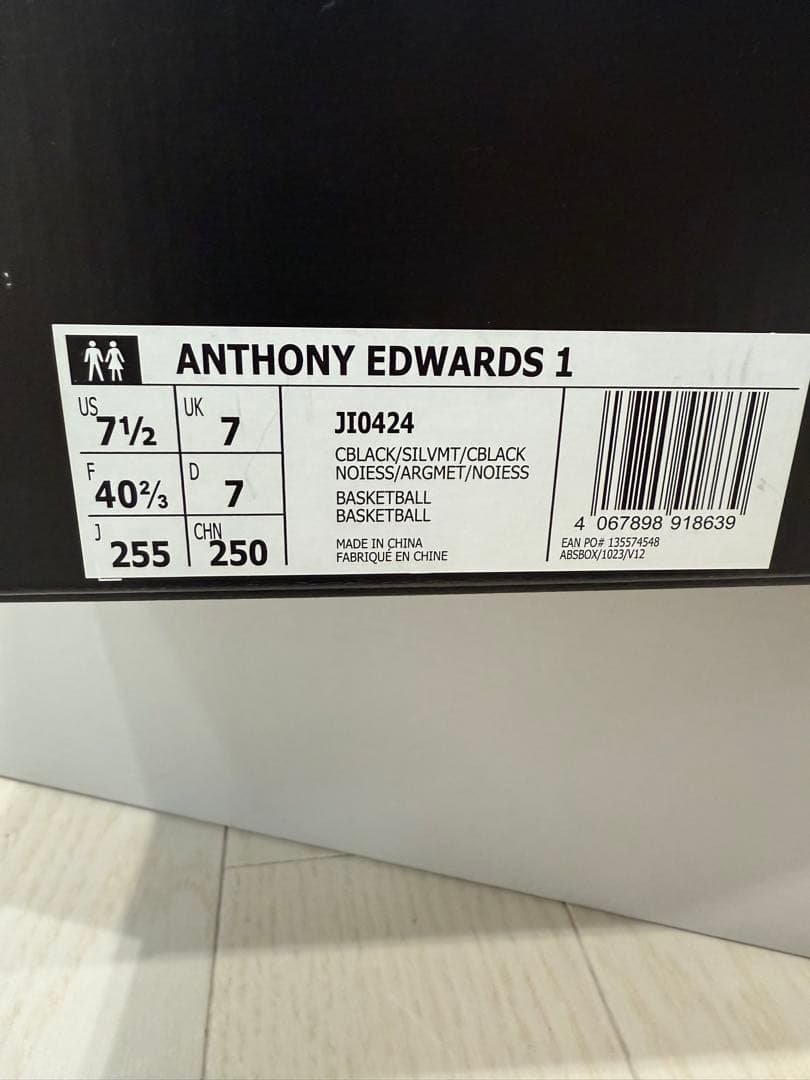 ANTHONY EDWARDS 1
US 7½ UK 7
F 40⅔ D 7
J 255 CHN 250
JI0424
CBLACK/SILVMT/CBLACK
NOIESS/ARGMET/NOIESS
BASKETBALL
BASKETBALL
MADE IN CHINA
FABRIQUÉ EN CHINE
4 067898 918639
EAN PO# 135574548
ABSBOX/1023/V12